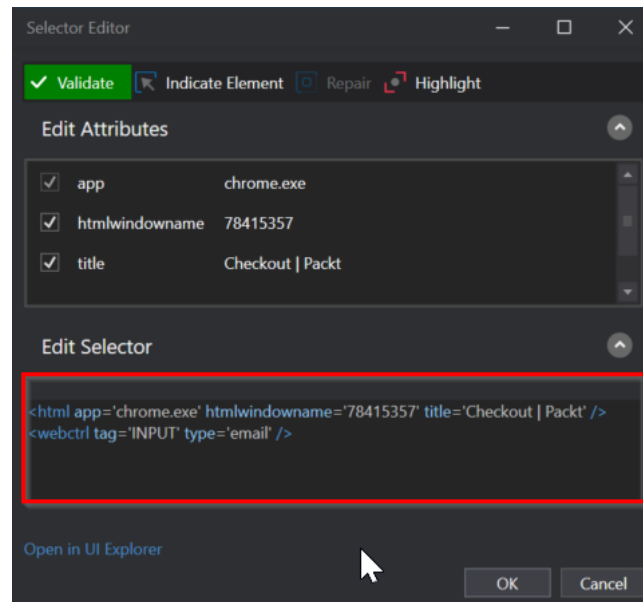 Selector Editor
Validate Indicate Element Repair Highlight
Edit Attributes
app chrome.exe
htmlwindowname 78415357
title Checkout | Packt
Edit Selector
<html app='chrome.exe' htmlwindowname='78415357' title='Checkout | Packt' />
<webctrl tag='INPUT' type='email' />
Open in UI Explorer
OK Cancel